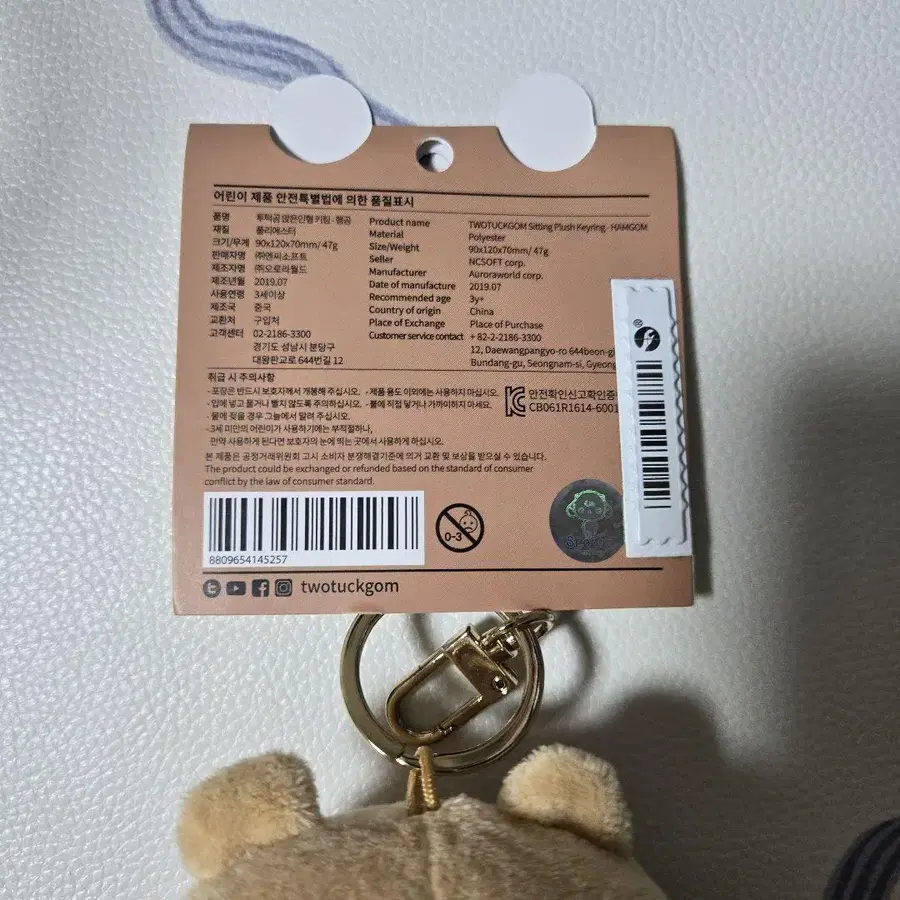 어린이 제품 안전특별법에 의한 품질표시
품명 투턱곰 앉은인형 키링 - 햄곰
재질 폴리에스터
크기/무게 90x120x70mm/ 47g
판매자명 ㈜엔씨소프트
제조자명 ㈜오로라월드
제조년월 2019.07
사용연령 3세이상
제조국 중국
교환처 구입처
고객센터 02-2186-3300
경기도 성남시 분당구
대왕판교로 644번길 12
Product name TWOTUCKGOM Sitting Plush Keyring - HAMGOM
Material Polyester
Size/Weight 90x120x70mm/ 47g
Seller NCSOFT corp.
Manufacturer Auroraworld corp.
Date of manufacture 2019.07
Recommended age 3y+
Country of origin China
Place of Exchange Place of Purchase
Customer service contact + 82-2-2186-3300
12, Daewangpangyo-ro 644beon-gi
Bundang-gu, Seongnam-si, Gyeong
취급 시 주의사항
- 포장은 반드시 보호자께서 개봉해 주십시오. - 제품 용도 이외에는 사용하지 마십시오.
- 입에 넣고 물거나 빨지 않도록 주의하십시오. - 불에 직접 닿거나 가까이하지 마세요.
- 물에 젖을 경우 그늘에서 말려 주십시오.
- 3세 미만의 어린이가 사용하기에는 부적절하나,
만약 사용하게 된다면 보호자의 눈에 띄는 곳에서 사용하게 하십시오.
안전확인신고확인증
CB061R1614-6001
본 제품은 공정거래위원회 고시 소비자 분쟁해결기준에 의거 교환 및 보상을 받으실 수 있습니다.
The product could be exchanged or refunded based on the standard of consumer
conflict by the law of consumer standard.
8809654145257
0-3
twotuckgom